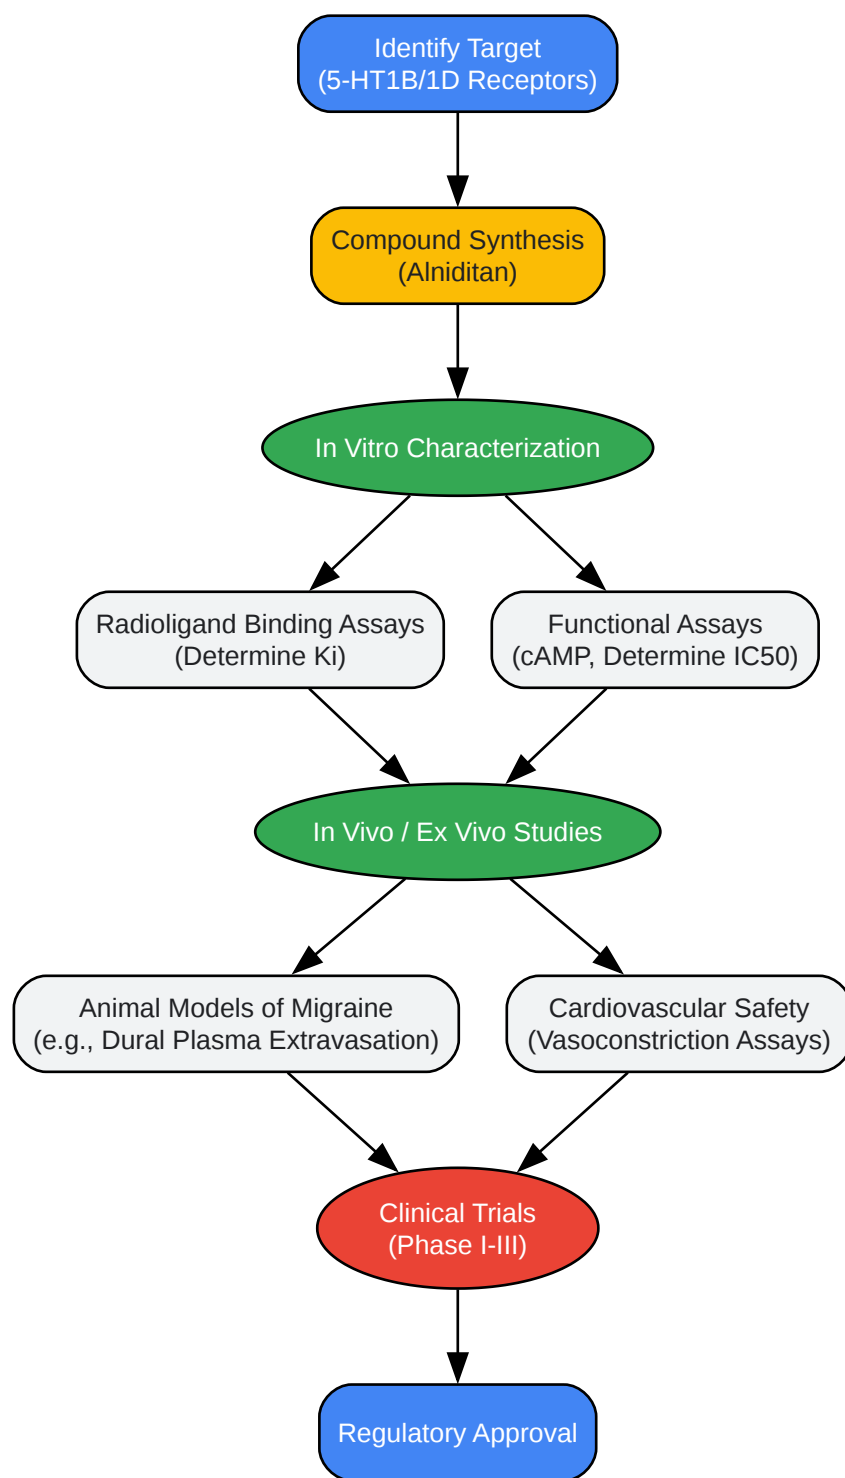 Identify Target
(5-HT1B/1D Receptors)
Compound Synthesis
(Alniditan)
In Vitro Characterization
Radioligand Binding Assays
(Determine Ki)
Functional Assays
(cAMP, Determine IC50)
In Vivo / Ex Vivo Studies
Animal Models of Migraine
(e.g., Dural Plasma Extravasation)
Cardiovascular Safety
(Vasoconstriction Assays)
Clinical Trials
(Phase I-III)
Regulatory Approval